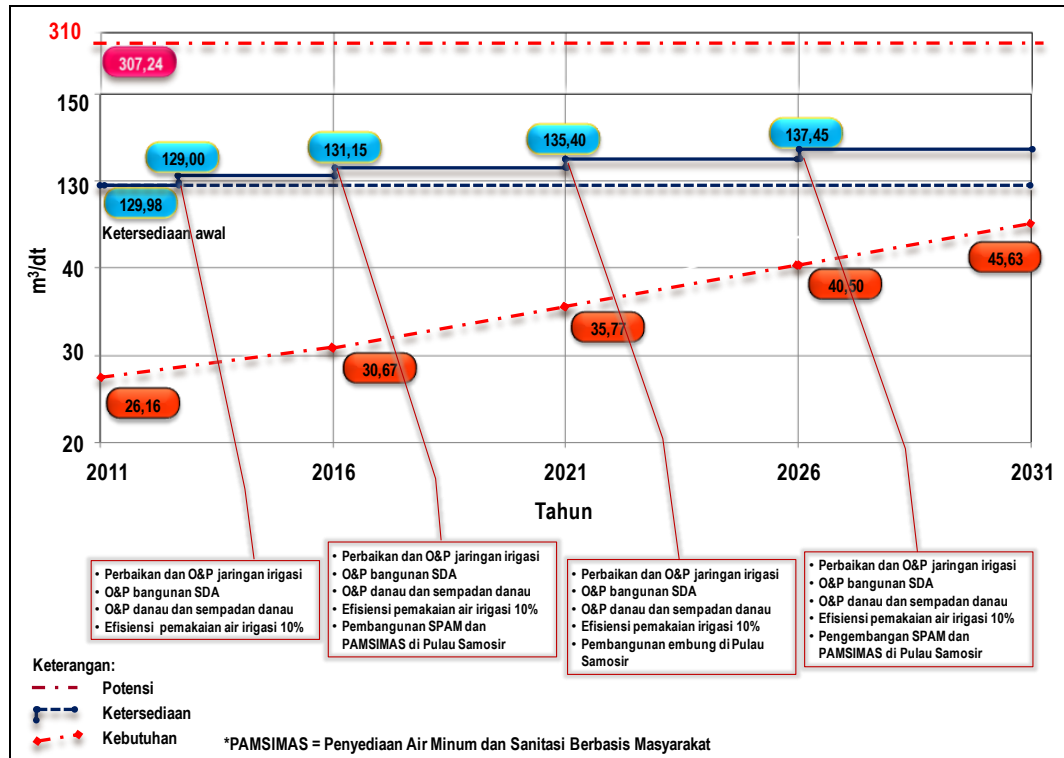 310
307,24
150
129,00
131,15
135,40
137,45
130
129,98
Ketersediaan awal
m³/dt
40
45,63
40,50
35,77
30
30,67
26,16
20
2011
2016
2021
2026
2031
Tahun
• Perbaikan dan O&P jaringan irigasi
• O&P bangunan SDA
• O&P danau dan sempadan danau
• Efisiensi pemakaian air irigasi 10%
• Perbaikan dan O&P jaringan irigasi
• O&P bangunan SDA
• O&P danau dan sempadan danau
• Efisiensi pemakaian air irigasi 10%
• Pembangunan SPAM dan
PAMSIMAS di Pulau Samosir
• Perbaikan dan O&P jaringan irigasi
• O&P bangunan SDA
• O&P danau dan sempadan danau
• Efisiensi pemakaian irigasi 10%
• Pembangunan embung di Pulau
Samosir
• Perbaikan dan O&P jaringan irigasi
• O&P bangunan SDA
• O&P danau dan sempadan danau
• Efisiensi pemakaian air irigasi 10%
• Pengembangan SPAM dan
PAMSIMAS di Pulau Samosir
Keterangan:
Potensi
Ketersediaan
Kebutuhan
*PAMSIMAS = Penyediaan Air Minum dan Sanitasi Berbasis Masyarakat